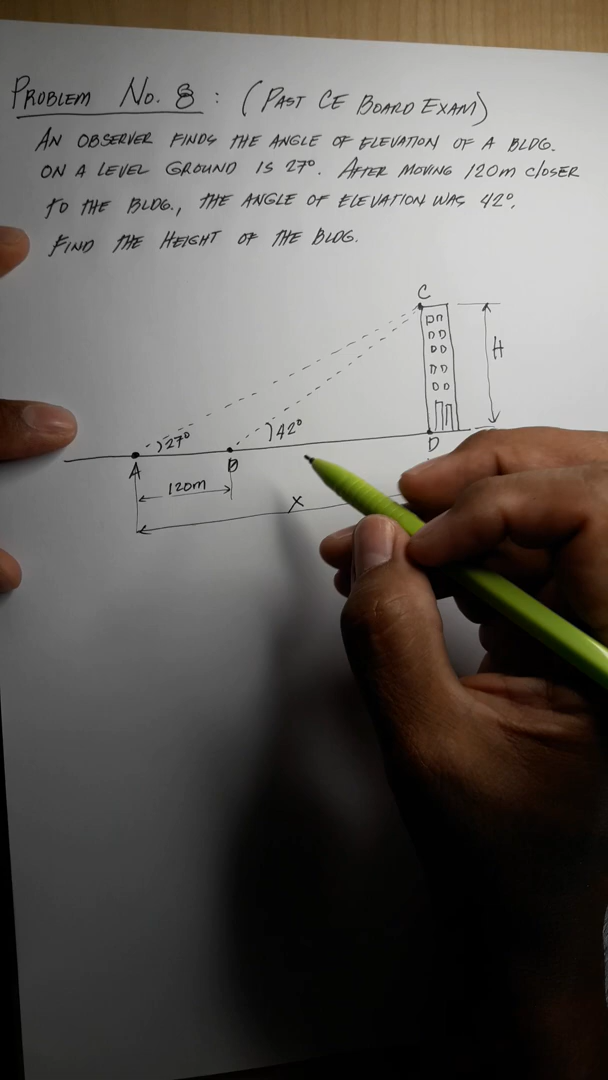 PROBLEM NO. 8 : (PAST CE BOARD EXAM)
AN OBSERVER FINDS THE ANGLE OF ELEVATION OF A BLDG.
ON A LEVEL GROUND IS 27°. AFTER MOVING 120m CLOSER
TO THE BLDG., THE ANGLE OF ELEVATION WAS 42°.
FIND THE HEIGHT OF THE BLDG.
C
H
27°
42°
A
B
D
120m
X